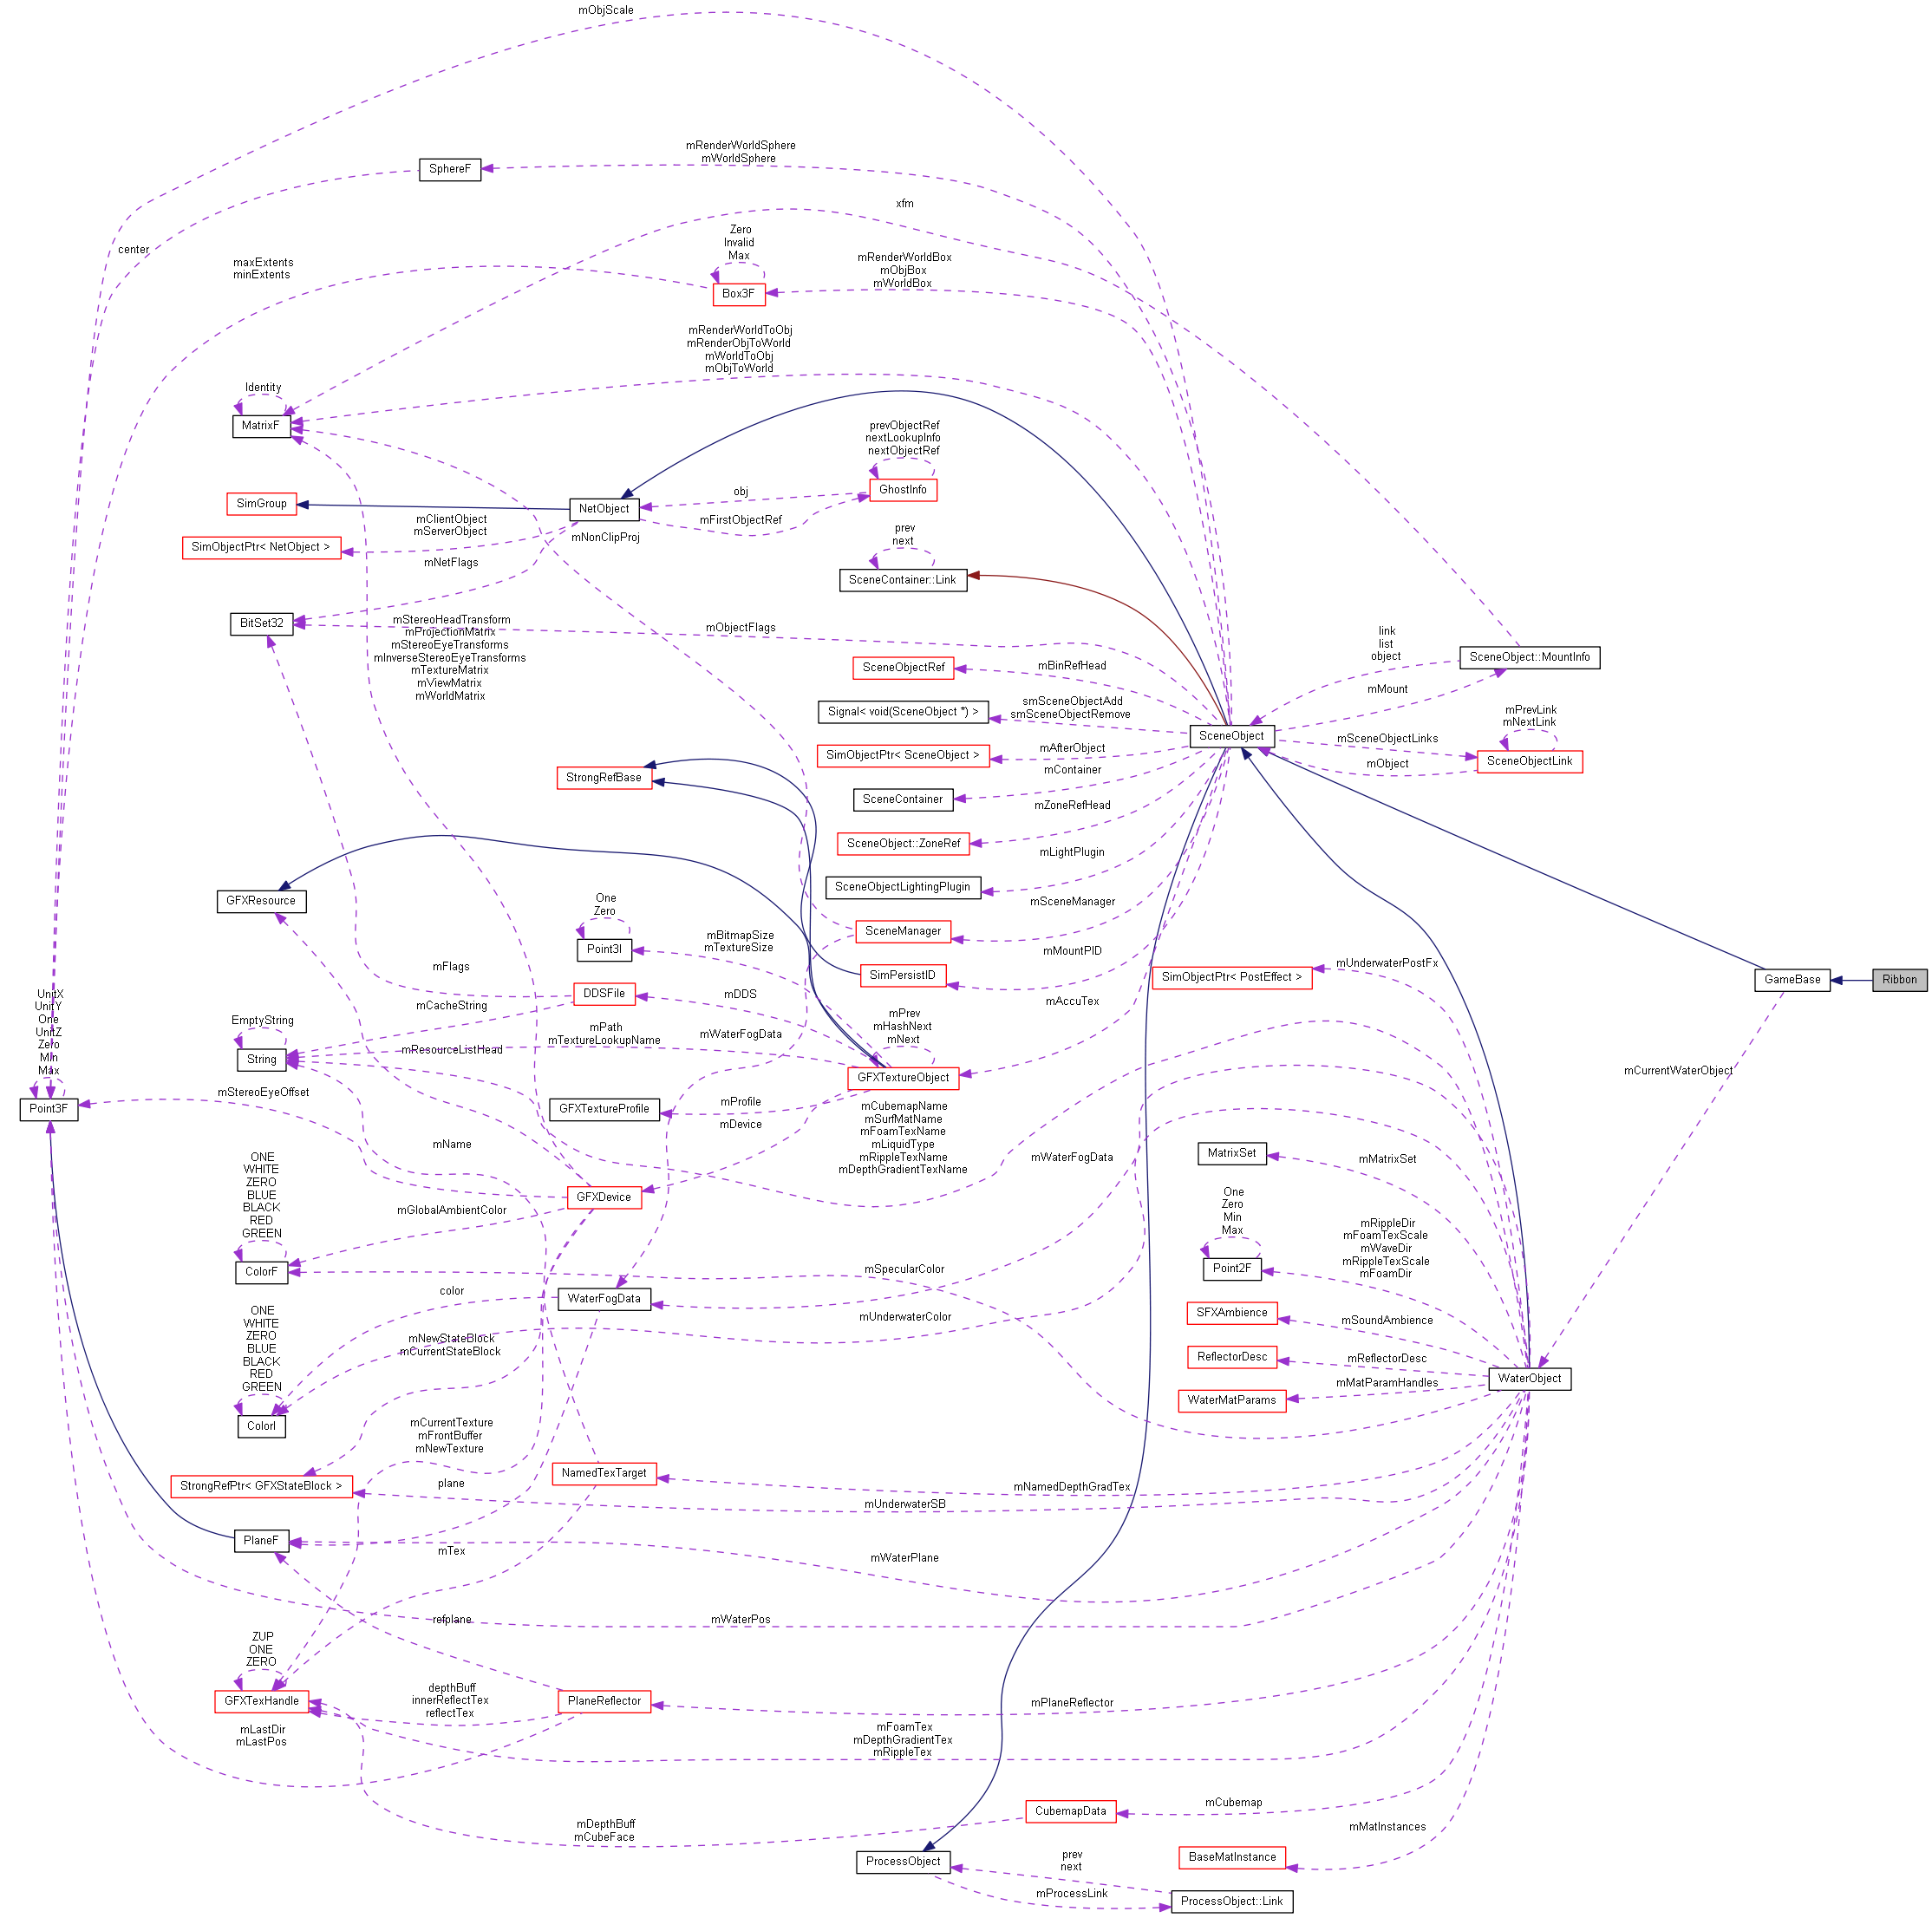 mObjScale
mRenderWorldSphere
mWorldSphere
SphereF
xfm
center
Zero
Invalid
Max
maxExtents
minExtents
mRenderWorldBox
mObjBox
mWorldBox
Box3F
mRenderWorldToObj
mRenderObjToWorld
mWorldToObj
mObjToWorld
Identity
MatrixF
prevObjectRef
nextLookupInfo
nextObjectRef
GhostInfo
obj
SimGroup
NetObject
mFirstObjectRef
mClientObject
mServerObject
mNonClipProj
SimObjectPtr< NetObject >
prev
next
mNetFlags
SceneContainer::Link
BitSet32
mStereoHeadTransform
mProjectionMatrix
mStereoEyeTransforms
mInverseStereoEyeTransforms
mTextureMatrix
mViewMatrix
mWorldMatrix
mObjectFlags
link
list
object
SceneObject::MountInfo
SceneObjectRef
mBinRefHead
mMount
Signal< void(SceneObject *) >
smSceneObjectAdd
smSceneObjectRemove
mPrevLink
mNextLink
SceneObject
mSceneObjectLinks
SimObjectPtr< SceneObject >
mAfterObject
SceneObjectLink
mObject
StrongRefBase
mContainer
SceneContainer
mZoneRefHead
SceneObject::ZoneRef
mLightPlugin
SceneObjectLightingPlugin
GFXResource
One
Zero
Point3I
mBitmapSize
mTextureSize
SceneManager
mSceneManager
mMountPID
SimPersistID
SimObjectPtr< PostEffect >
mUnderwaterPostFx
GameBase
Ribbon
mFlags
DDSFile
mDDS
mAccuTex
mCacheString
EmptyString
String
mPath
mTextureLookupName
mWaterFogData
mPrev
mHashNext
mNext
GFXTextureObject
mResourceListHead
UnitX
UnitY
One
UnitZ
Zero
Min
Max
Point3F
mStereoEyeOffset
GFXTextureProfile
mProfile
mDevice
mCurrentWaterObject
mCubemapName
mSurfMatName
mFoamTexName
mLiquidType
mRippleTexName
mDepthGradientTexName
mName
mWaterFogData
MatrixSet
mMatrixSet
ONE
WHITE
ZERO
BLUE
BLACK
RED
GREEN
ColorF
GFXDevice
mGlobalAmbientColor
One
Zero
Min
Max
Point2F
mRippleDir
mFoamTexScale
mWaveDir
mRippleTexScale
mFoamDir
mSpecularColor
color
WaterFogData
mUnderwaterColor
SFXAmbience
mSoundAmbience
ONE
WHITE
ZERO
BLUE
BLACK
RED
GREEN
ColorI
mNewStateBlock
mCurrentStateBlock
ReflectorDesc
mReflectorDesc
WaterObject
WaterMatParams
mMatParamHandles
mCurrentTexture
mFrontBuffer
mNewTexture
StrongRefPtr< GFXStateBlock >
plane
NamedTexTarget
mNamedDepthGradTex
mUnderwaterSB
PlaneF
mTex
mWaterPlane
refplane
mWaterPos
ZUP
ONE
ZERO
GFXTexHandle
depthBuff
innerReflectTex
reflectTex
PlaneReflector
mPlaneReflector
mLastDir
mLastPos
mFoamTex
mDepthGradientTex
mRippleTex
CubemapData
mCubemap
mDepthBuff
mCubeFace
mMatInstances
ProcessObject
prev
next
BaseMatInstance
mProcessLink
ProcessObject::Link